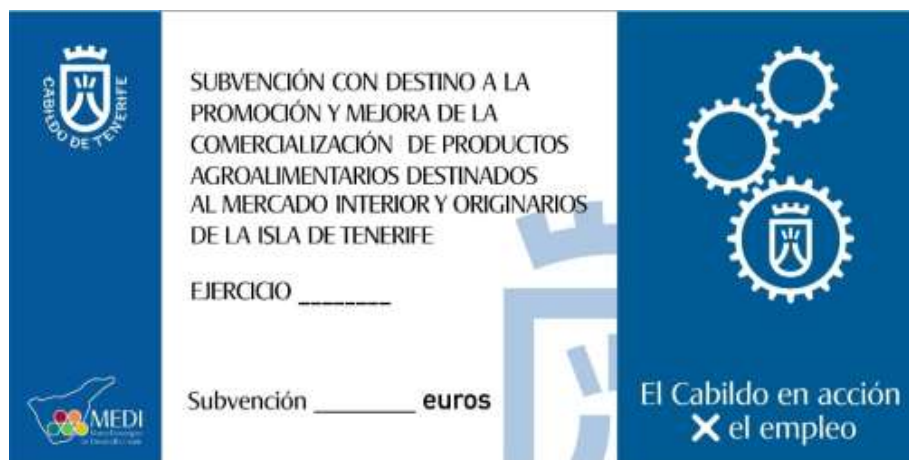 CABILDO DE TENERIFE
SUBVENCIÓN CON DESTINO A LA
PROMOCIÓN Y MEJORA DE LA
COMERCIALIZACIÓN DE PRODUCTOS
AGROALIMENTARIOS DESTINADOS
AL MERCADO INTERIOR Y ORIGINARIOS
DE LA ISLA DE TENERIFE
EJERCICIO ________
Subvención ________ euros
MEDI
El Cabildo en acción
X el empleo